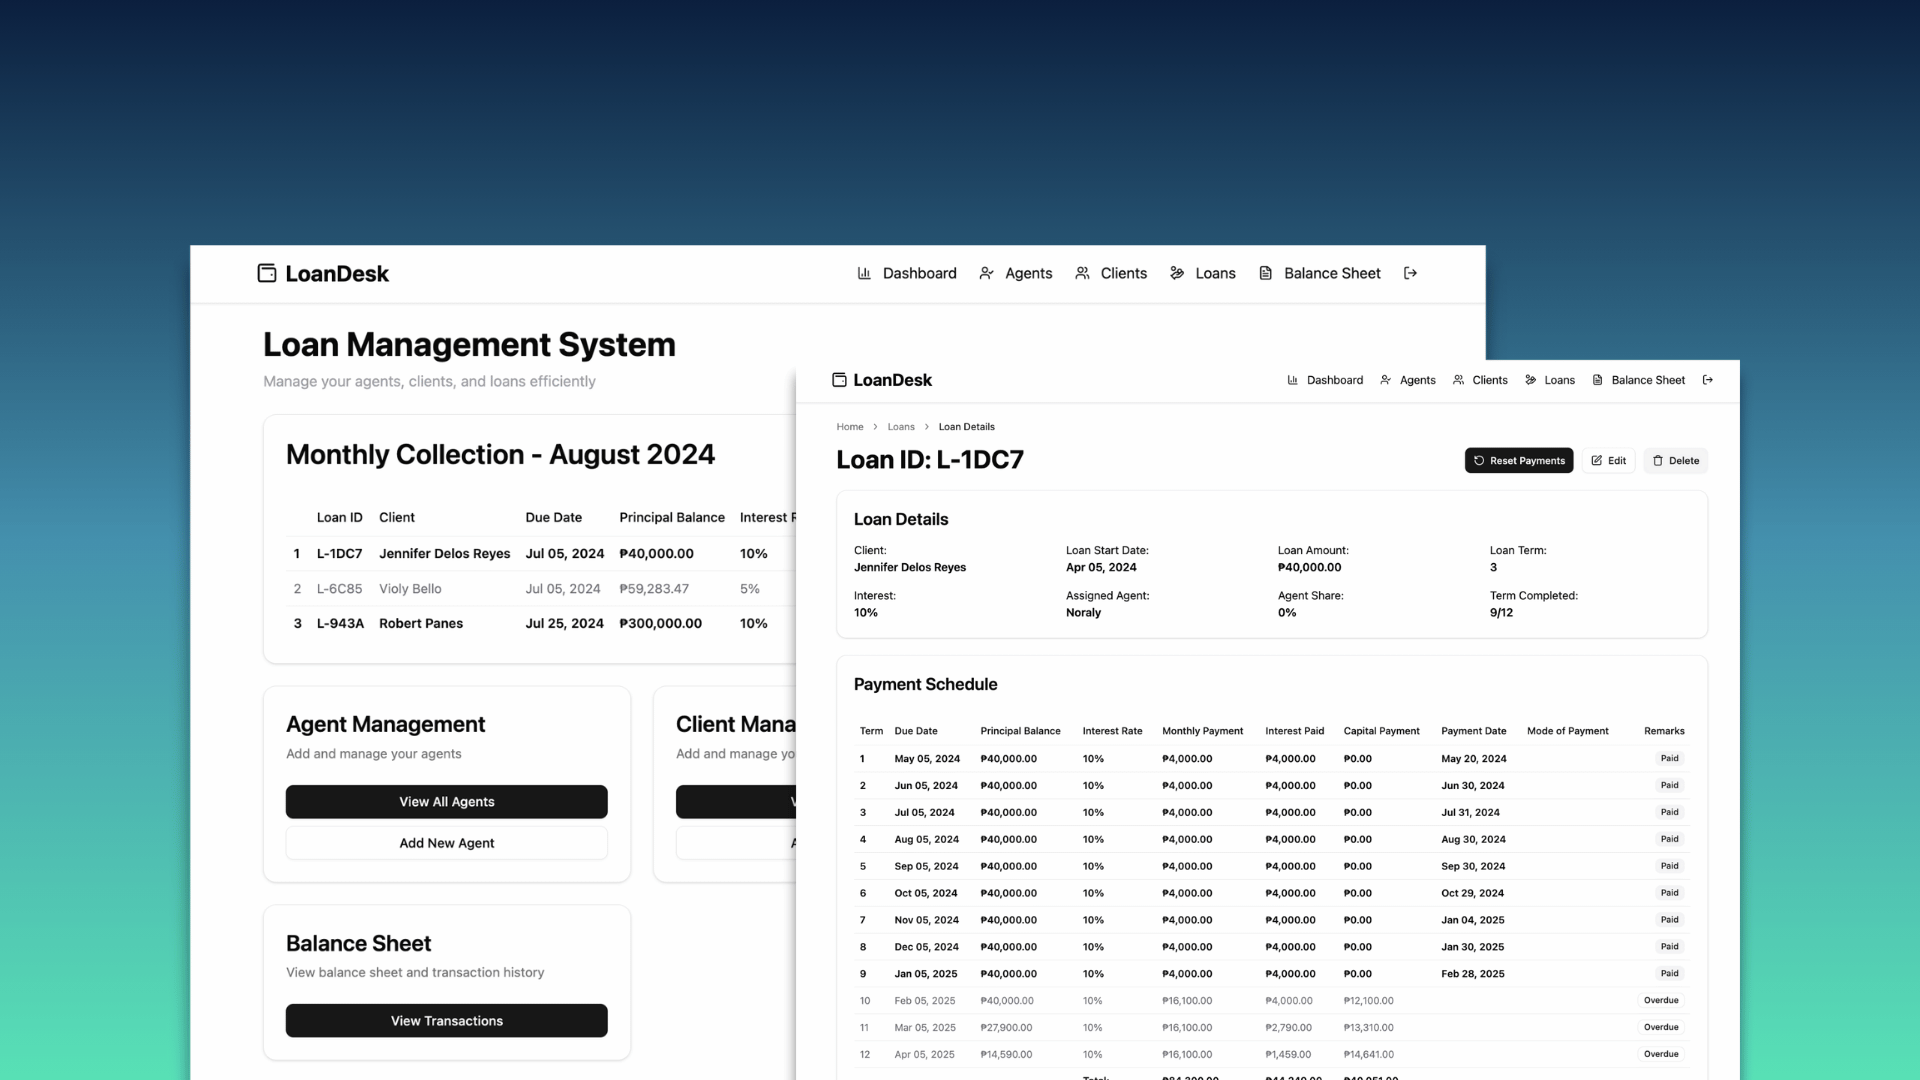 LoanDesk
Dashboard Agents Clients Loans Balance Sheet
Loan Management System
Manage your agents, clients, and loans efficiently
Monthly Collection - August 2024
Loan ID Client Due Date Principal Balance Interest R
1 L-1DC7 Jennifer Delos Reyes Jul 05, 2024 ₱40,000.00 10%
2 L-6C85 Violy Bello Jul 05, 2024 ₱59,283.47 5%
3 L-943A Robert Panes Jul 25, 2024 ₱300,000.00 10%
Agent Management
Add and manage your agents
View All Agents
Add New Agent
Client Mana
Add and manage yo
Balance Sheet
View balance sheet and transaction history
View Transactions
LoanDesk
Dashboard Agents Clients Loans Balance Sheet
Home > Loans > Loan Details
Loan ID: L-1DC7
Reset Payments Edit Delete
Loan Details
Client: Loan Start Date: Loan Amount: Loan Term:
Jennifer Delos Reyes Apr 05, 2024 ₱40,000.00 3
Interest: Assigned Agent: Agent Share: Term Completed:
10% Noraly 0% 9/12
Payment Schedule
Term Due Date Principal Balance Interest Rate Monthly Payment Interest Paid Capital Payment Payment Date Mode of Payment Remarks
1 May 05, 2024 ₱40,000.00 10% ₱4,000.00 ₱4,000.00 ₱0.00 May 20, 2024 Paid
2 Jun 05, 2024 ₱40,000.00 10% ₱4,000.00 ₱4,000.00 ₱0.00 Jun 30, 2024 Paid
3 Jul 05, 2024 ₱40,000.00 10% ₱4,000.00 ₱4,000.00 ₱0.00 Jul 31, 2024 Paid
4 Aug 05, 2024 ₱40,000.00 10% ₱4,000.00 ₱4,000.00 ₱0.00 Aug 30, 2024 Paid
5 Sep 05, 2024 ₱40,000.00 10% ₱4,000.00 ₱4,000.00 ₱0.00 Sep 30, 2024 Paid
6 Oct 05, 2024 ₱40,000.00 10% ₱4,000.00 ₱4,000.00 ₱0.00 Oct 29, 2024 Paid
7 Nov 05, 2024 ₱40,000.00 10% ₱4,000.00 ₱4,000.00 ₱0.00 Jan 04, 2025 Paid
8 Dec 05, 2024 ₱40,000.00 10% ₱4,000.00 ₱4,000.00 ₱0.00 Jan 30, 2025 Paid
9 Jan 05, 2025 ₱40,000.00 10% ₱4,000.00 ₱4,000.00 ₱0.00 Feb 28, 2025 Paid
10 Feb 05, 2025 ₱40,000.00 10% ₱16,100.00 ₱4,000.00 ₱12,100.00 Overdue
11 Mar 05, 2025 ₱27,900.00 10% ₱16,100.00 ₱2,790.00 ₱13,310.00 Overdue
12 Apr 05, 2025 ₱14,590.00 10% ₱16,100.00 ₱1,459.00 ₱14,641.00 Overdue